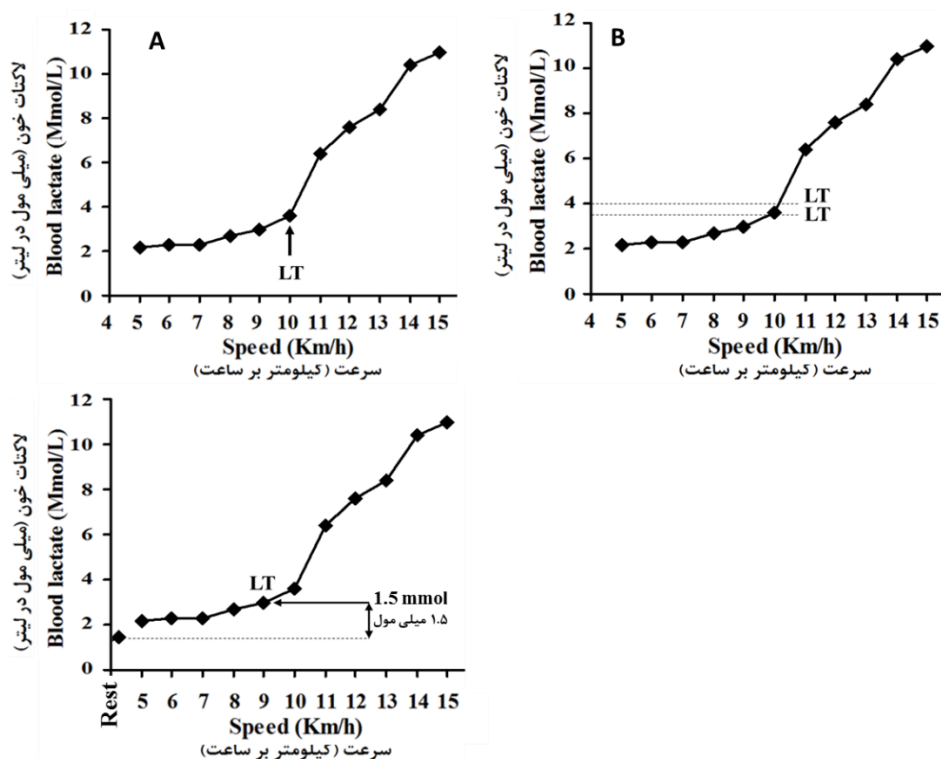 A
12
10
8
6
4
2
0
لاکتات خون (میلی مول در لیتر)
Blood lactate (Mmol/L)
LT
4 5 6 7 8 9 10 11 12 13 14 15
Speed (Km/h)
سرعت (کیلومتر بر ساعت)
B
12
10
8
6
4
2
0
لاکتات خون (میلی مول در لیتر)
Blood lactate (Mmol/L)
LT
LT
4 5 6 7 8 9 10 11 12 13 14 15
Speed (Km/h)
سرعت (کیلومتر بر ساعت)
12
10
8
6
4
2
0
لاکتات خون (میلی مول در لیتر)
Blood lactate (Mmol/L)
LT
1.5 mmol
۱.۵ میلی مول
Rest 5 6 7 8 9 10 11 12 13 14 15
Speed (Km/h)
سرعت (کیلومتر بر ساعت)